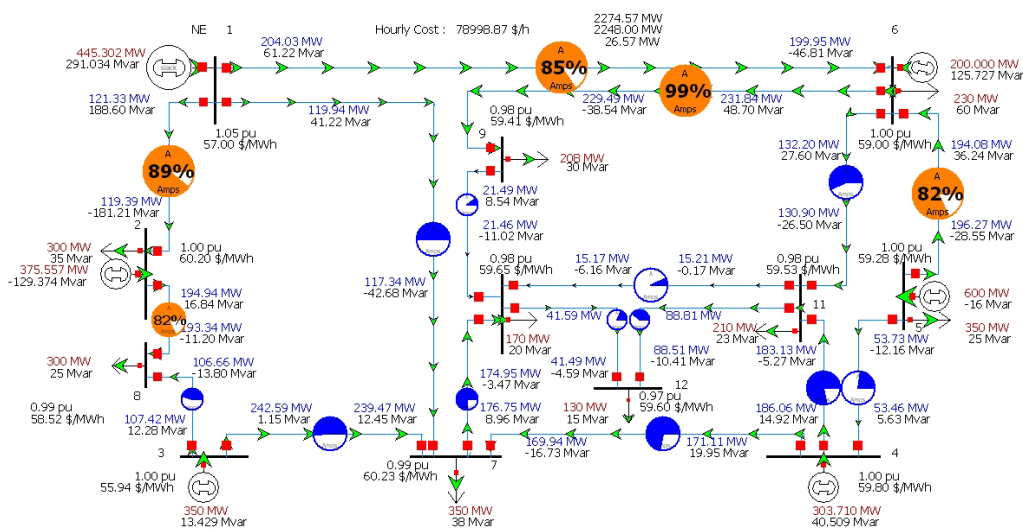 NE 1
Hourly Cost : 78998.87 $/h
2274.57 MW
2248.00 MW
26.57 MW
6
445.302 MW
291.034 Mvar
slack
204.03 MW
61.22 Mvar
A
85%
Amps
199.95 MW
-46.81 Mvar
200.000 MW
125.727 Mvar
121.33 MW
188.60 Mvar
119.94 MW
41.22 Mvar
1.05 pu
57.00 $/MWh
229.49 MW
-38.54 Mvar
A
99%
Amps
231.84 MW
48.70 Mvar
230 MW
60 Mvar
0.98 pu
59.41 $/MWh
9
1.00 pu
59.00 $/MWh
132.20 MW
27.60 Mvar
194.08 MW
36.24 Mvar
A
89%
Amps
208 MW
30 Mvar
A
82%
Amps
119.39 MW
-181.21 Mvar
21.49 MW
8.54 Mvar
130.90 MW
-26.50 Mvar
196.27 MW
-28.55 Mvar
2
300 MW
35 Mvar
1.00 pu
60.20 $/MWh
Amps
21.46 MW
-11.02 Mvar
1.00 pu
59.28 $/MWh
375.557 MW
-129.374 Mvar
117.34 MW
-42.68 Mvar
0.98 pu
59.65 $/MWh
15.17 MW
-6.16 Mvar
15.21 MW
-0.17 Mvar
0.98 pu
59.53 $/MWh
600 MW
-16 Mvar
194.94 MW
16.84 Mvar
82%
193.34 MW
-11.20 Mvar
41.59 MW
88.81 MW
11
5
170 MW
20 Mvar
210 MW
23 Mvar
53.73 MW
-12.16 Mvar
350 MW
25 Mvar
300 MW
25 Mvar
106.66 MW
-13.80 Mvar
8
174.95 MW
-3.47 Mvar
41.49 MW
-4.59 Mvar
88.51 MW
-10.41 Mvar
183.13 MW
-5.27 Mvar
12
0.99 pu
58.52 $/MWh
107.42 MW
12.28 Mvar
242.59 MW
1.15 Mvar
239.47 MW
12.45 Mvar
176.75 MW
8.96 Mvar
130 MW
15 Mvar
0.97 pu
59.60 $/MWh
186.06 MW
14.92 Mvar
53.46 MW
5.63 Mvar
169.94 MW
-16.73 Mvar
171.11 MW
19.95 Mvar
3
1.00 pu
55.94 $/MWh
0.99 pu
60.23 $/MWh
7
4
1.00 pu
59.80 $/MWh
350 MW
13.429 Mvar
350 MW
38 Mvar
303.710 MW
40.509 Mvar